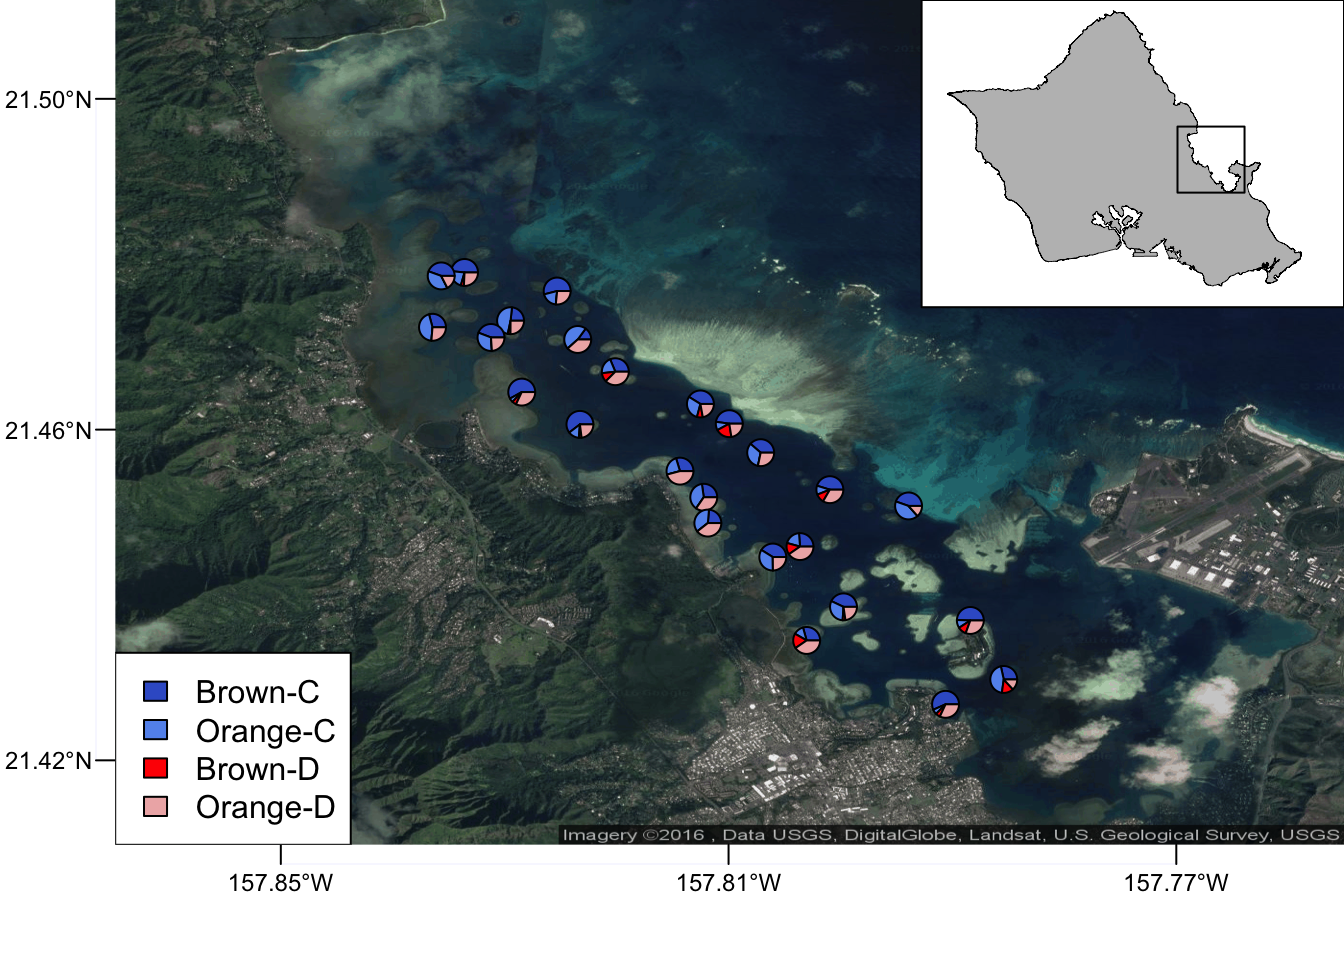 21.50°N
21.46°N
21.42°N
Brown-C
Orange-C
Brown-D
Orange-D
Imagery ©2016 , Data USGS, DigitalGlobe, Landsat, U.S. Geological Survey, USGS
157.85°W
157.81°W
157.77°W